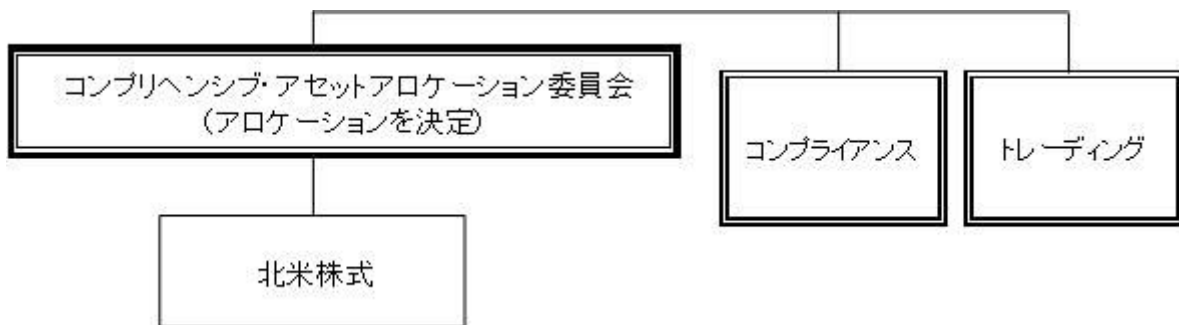 コンプリヘンシブ・アセットアロケーション委員会
(アロケーションを決定)
コンプライアンス
トレーディング
北米株式